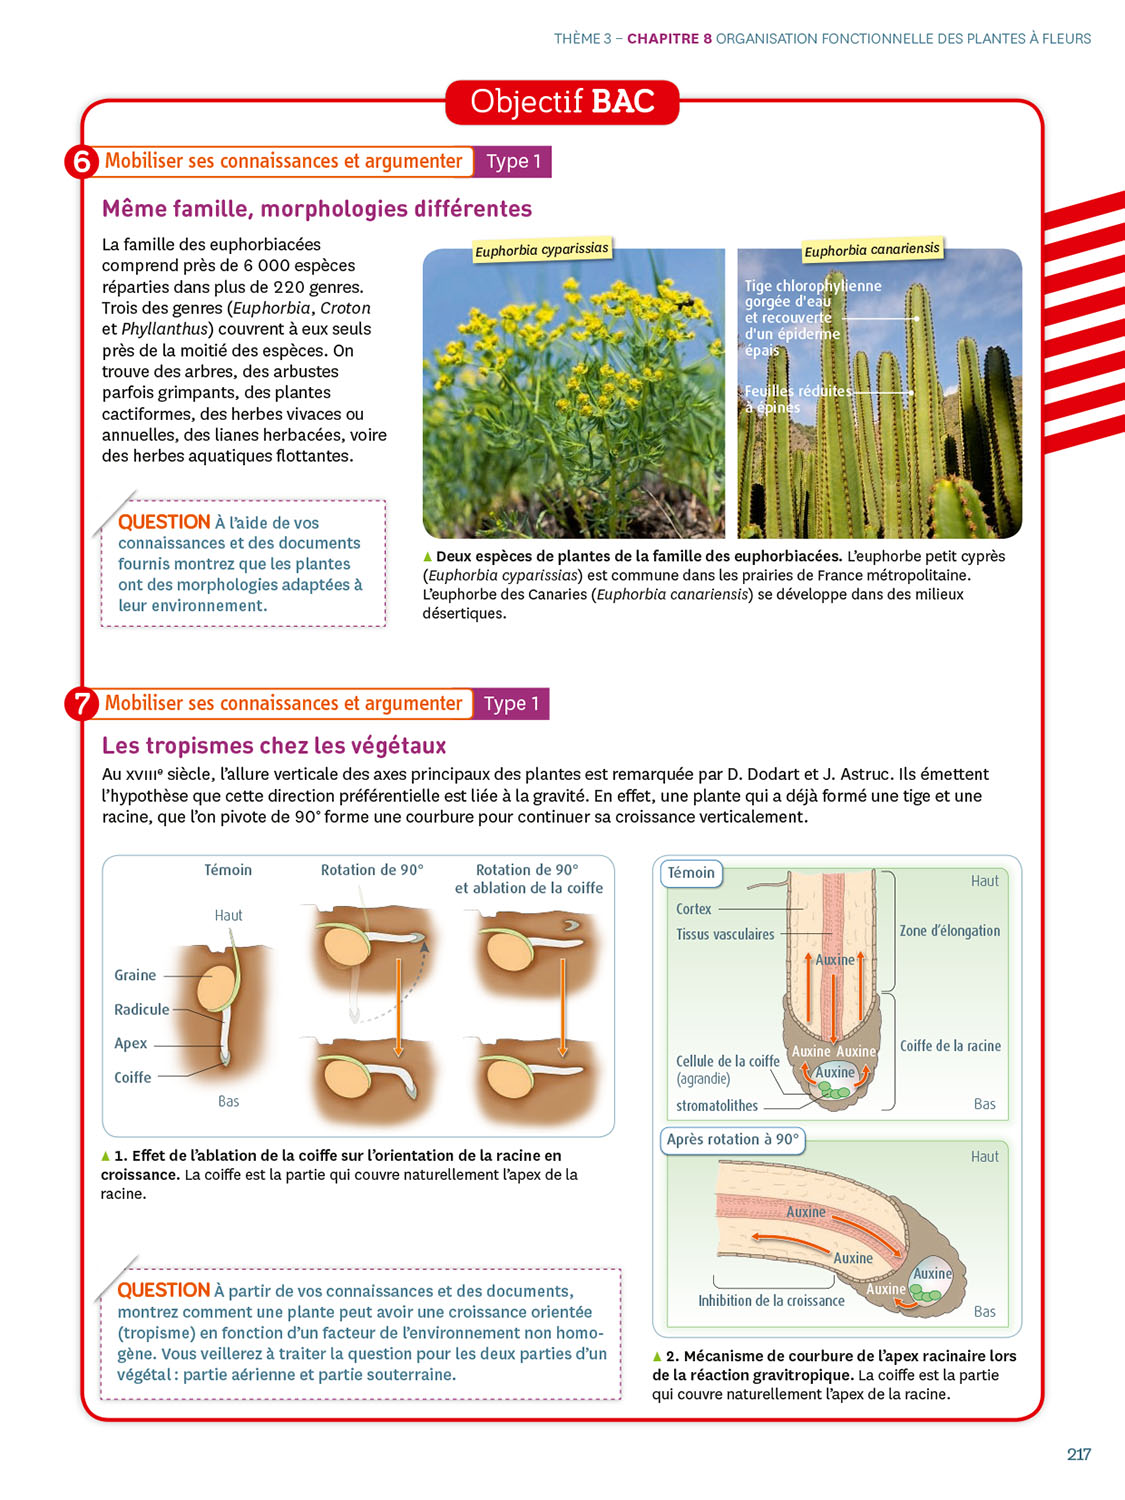 THÈME 3 – CHAPITRE 8 ORGANISATION FONCTIONNELLE DES PLANTES À FLEURS
Objectif BAC
6 Mobiliser ses connaissances et argumenter Type 1
Même famille, morphologies différentes
La famille des euphorbiacées
comprend près de 6 000 espèces
réparties dans plus de 220 genres.
Trois des genres (Euphorbia, Croton
et Phyllanthus) couvrent à eux seuls
près de la moitié des espèces. On
trouve des arbres, des arbustes
parfois grimpants, des plantes
cactiformes, des herbes vivaces ou
annuelles, des lianes herbacées, voire
des herbes aquatiques flottantes.
QUESTION À l'aide de vos
connaissances et des documents
fournis montrez que les plantes
ont des morphologies adaptées à
leur environnement.
Euphorbia cyparissias
Euphorbia canariensis
Tige chlorophylienne
gorgée d'eau
et recouverte
d'un épiderme
épais
Feuilles réduites
à épines
▲ Deux espèces de plantes de la famille des euphorbiacées. L'euphorbe petit cyprès
(Euphorbia cyparissias) est commune dans les prairies de France métropolitaine.
L'euphorbe des Canaries (Euphorbia canariensis) se développe dans des milieux
désertiques.
7 Mobiliser ses connaissances et argumenter Type 1
Les tropismes chez les végétaux
Au XVIIIe siècle, l'allure verticale des axes principaux des plantes est remarquée par D. Dodart et J. Astruc. Ils émettent
l'hypothèse que cette direction préférentielle est liée à la gravité. En effet, une plante qui a déjà formé une tige et une
racine, que l'on pivote de 90° forme une courbure pour continuer sa croissance verticalement.
Témoin
Rotation de 90°
Rotation de 90°
et ablation de la coiffe
Haut
Graine
Radicule
Apex
Coiffe
Bas
▲ 1. Effet de l'ablation de la coiffe sur l'orientation de la racine en
croissance. La coiffe est la partie qui couvre naturellement l'apex de la
racine.
QUESTION À partir de vos connaissances et des documents,
montrez comment une plante peut avoir une croissance orientée
(tropisme) en fonction d'un facteur de l'environnement non homo-
gène. Vous veillerez à traiter la question pour les deux parties d'un
végétal : partie aérienne et partie souterraine.
Témoin
Haut
Cortex
Tissus vasculaires
Zone d'élongation
Auxine
Auxine Auxine
Coiffe de la racine
Cellule de la coiffe
(agrandie)
Auxine
stromatolithes
Bas
Après rotation à 90°
Haut
Auxine
Auxine
Auxine
Auxine
Inhibition de la croissance
Bas
▲ 2. Mécanisme de courbure de l'apex racinaire lors
de la réaction gravitropique. La coiffe est la partie
qui couvre naturellement l'apex de la racine.
217